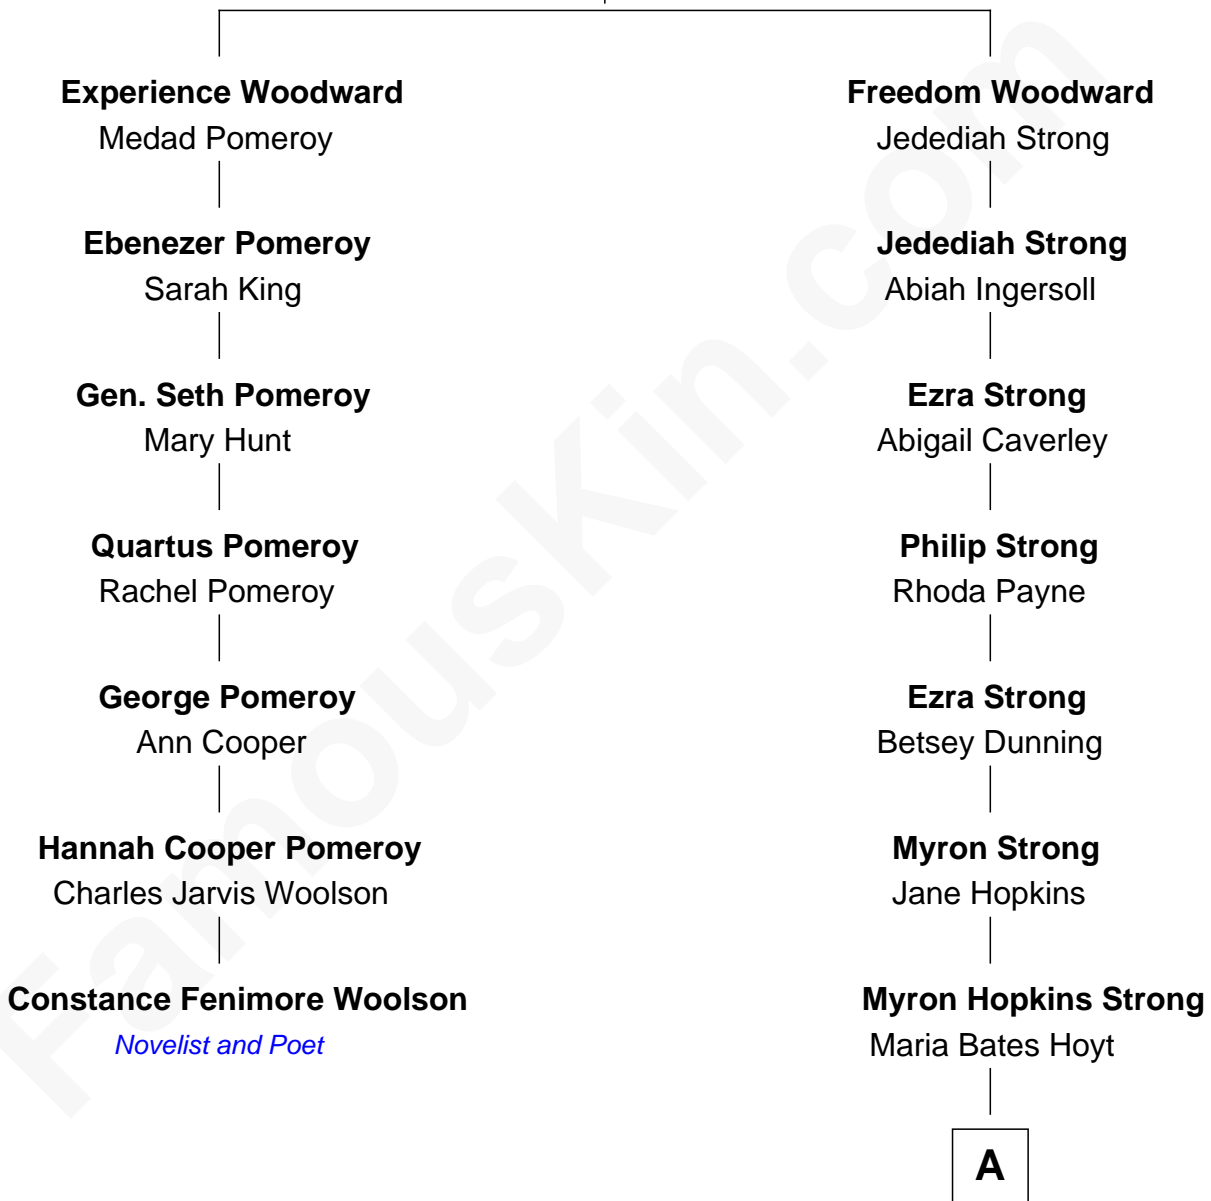 Experience Woodward
Medad Pomeroy
Ebenezer Pomeroy
Sarah King
Gen. Seth Pomeroy
Mary Hunt
Quartus Pomeroy
Rachel Pomeroy
George Pomeroy
Ann Cooper
Hannah Cooper Pomeroy
Charles Jarvis Woolson
Constance Fenimore Woolson
Novelist and Poet
Freedom Woodward
Jedediah Strong
Jedediah Strong
Abiah Ingersoll
Ezra Strong
Abigail Caverley
Philip Strong
Rhoda Payne
Ezra Strong
Betsey Dunning
Myron Strong
Jane Hopkins
Myron Hopkins Strong
Maria Bates Hoyt
A
FamousKin.com